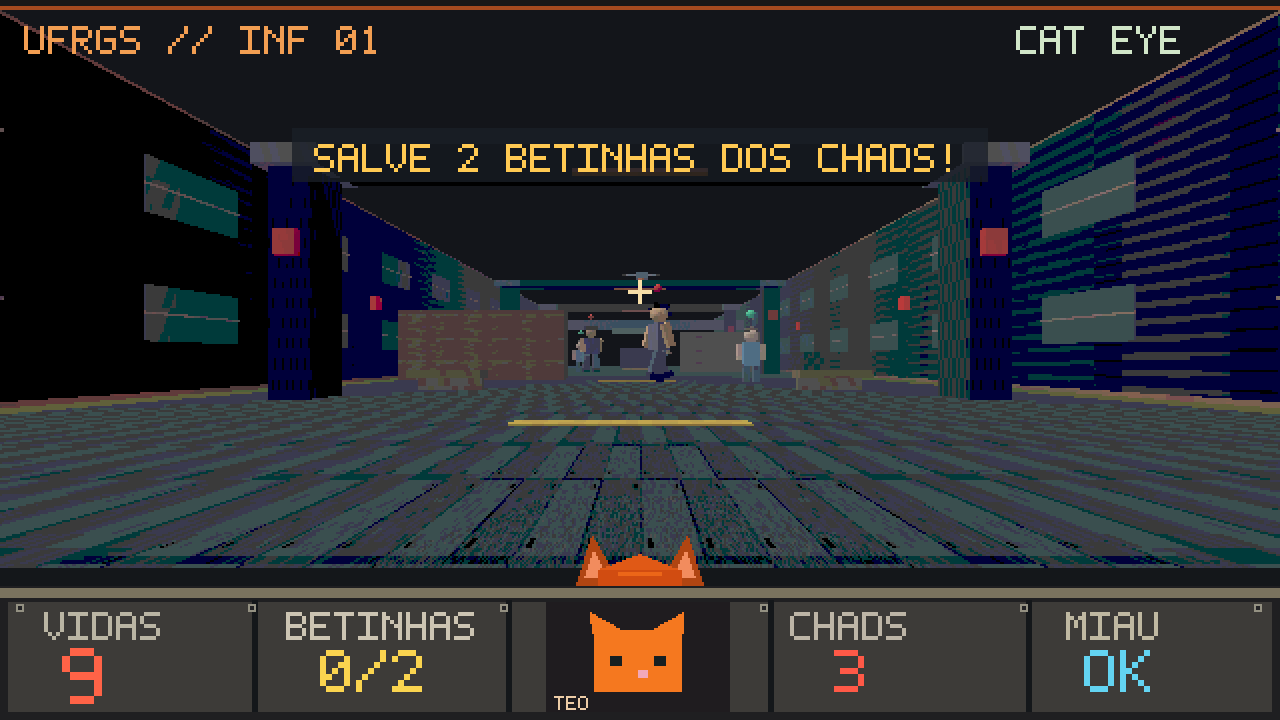 UFRGS // INF 01
CAT EYE
SALVE 2 BETINHAS DOS CHADS!
VIDAS
9
BETINHAS
0/2
TEO
CHADS
3
MIAU
OK